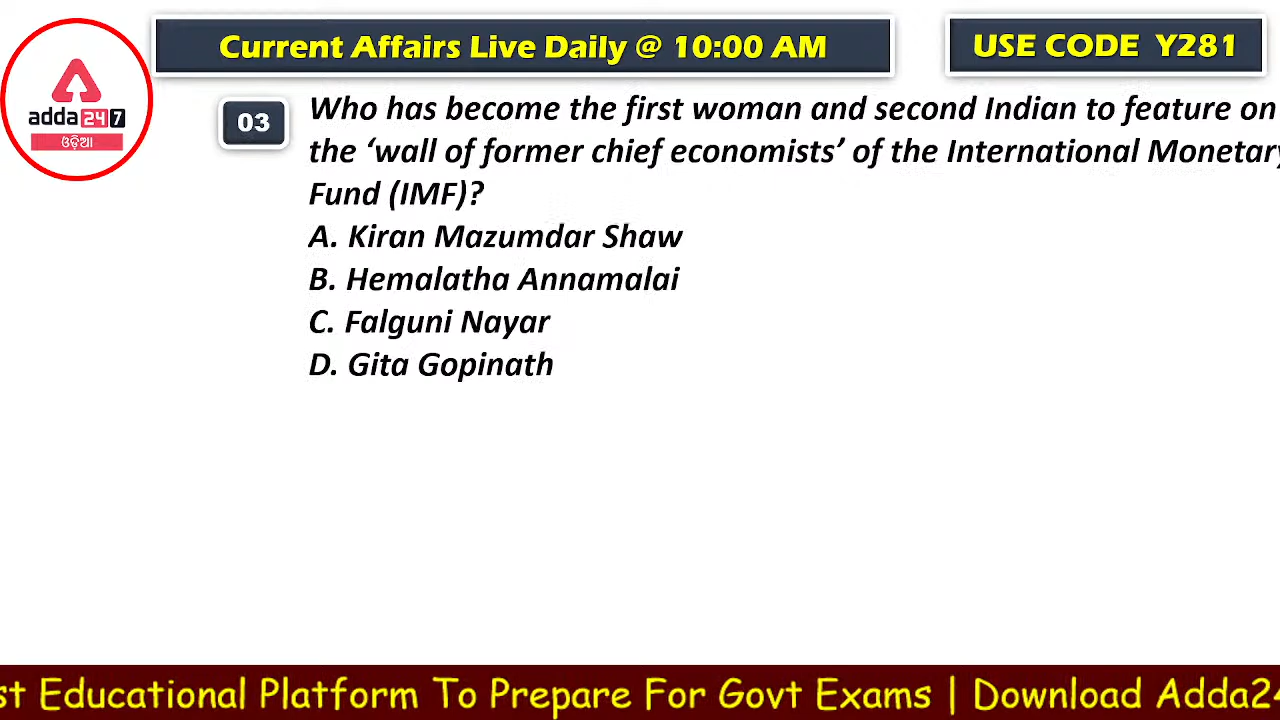 Current Affairs Live Daily @ 10:00 AM
USE CODE Y281
adda247
ଓଡ଼ିଆ
03
Who has become the first woman and second Indian to feature on
the ‘wall of former chief economists’ of the International Monetary
Fund (IMF)?
A. Kiran Mazumdar Shaw
B. Hemalatha Annamalai
C. Falguni Nayar
D. Gita Gopinath
st Educational Platform To Prepare For Govt Exams | Download Adda24